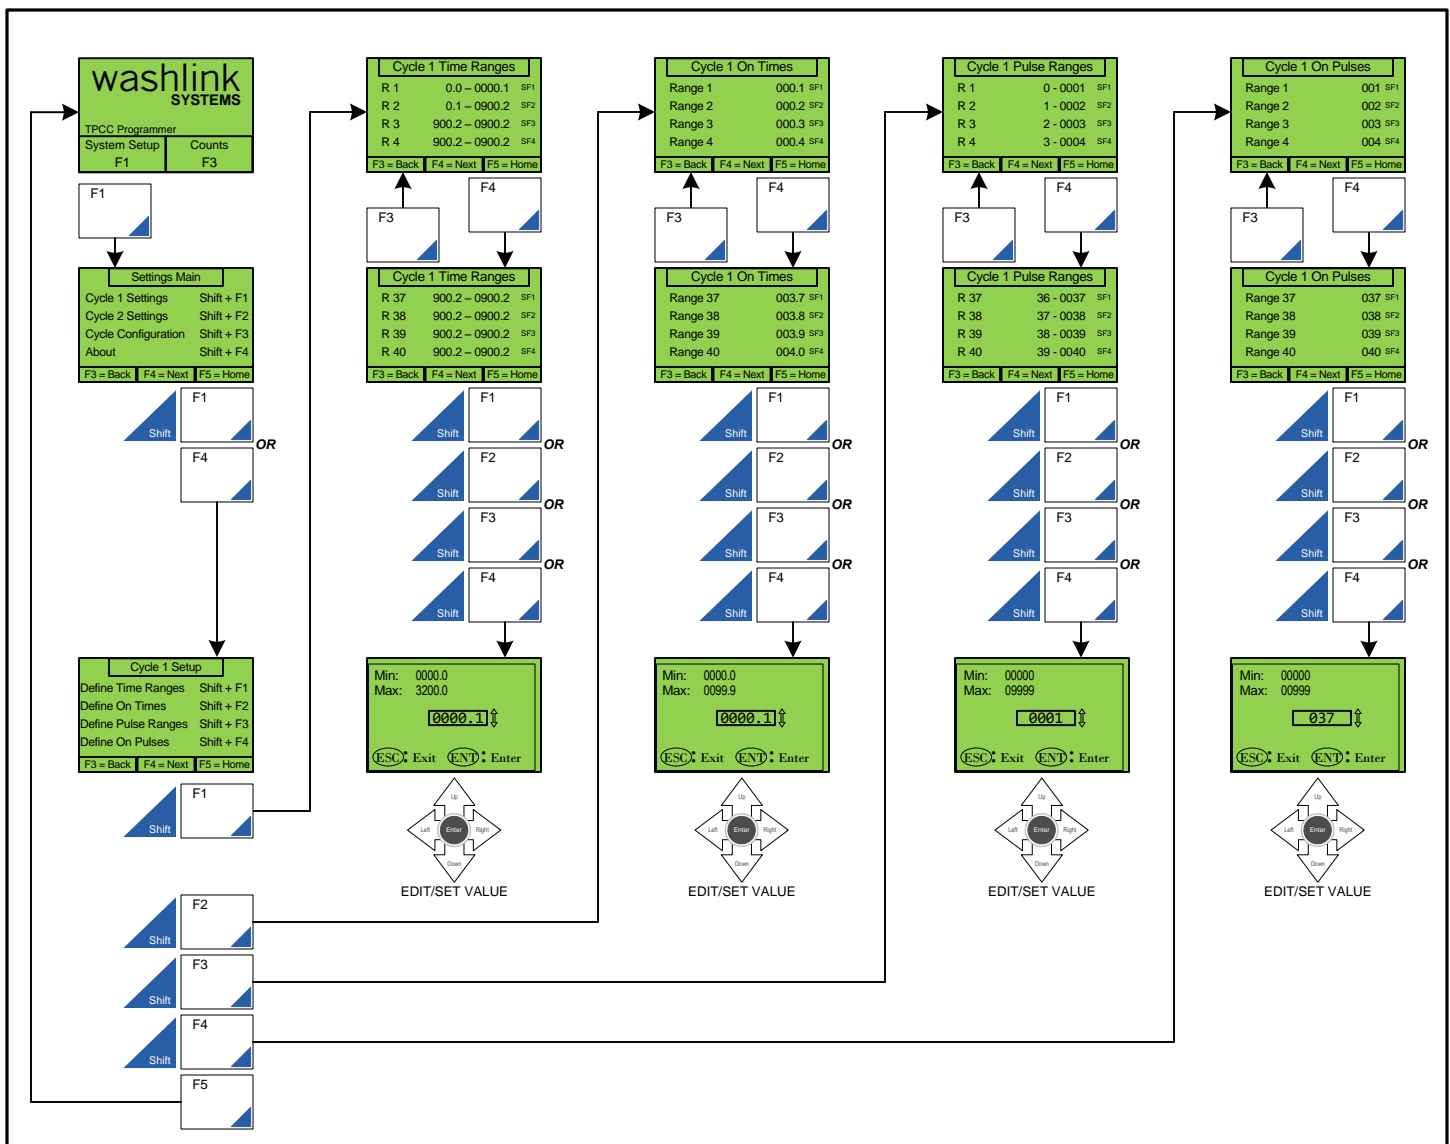 washlink
SYSTEMS
TPCC Programmer
System Setup
F1
Counts
F3
F1
Settings Main
Cycle 1 Settings Shift + F1
Cycle 2 Settings Shift + F2
Cycle Configuration Shift + F3
About Shift + F4
F3 = Back F4 = Next F5 = Home
Shift
F1
OR
F4
Cycle 1 Setup
Define Time Ranges Shift + F1
Define On Times Shift + F2
Define Pulse Ranges Shift + F3
Define On Pulses Shift + F4
F3 = Back F4 = Next F5 = Home
Shift
F1
Shift
F2
Shift
F3
Shift
F4
F5
Cycle 1 Time Ranges
R 1 0.0 – 0000.1 SF1
R 2 0.1 – 0900.2 SF2
R 3 900.2 – 0900.2 SF3
R 4 900.2 – 0900.2 SF4
F3 = Back F4 = Next F5 = Home
F3
F4
Cycle 1 Time Ranges
R 37 900.2 – 0900.2 SF1
R 38 900.2 – 0900.2 SF2
R 39 900.2 – 0900.2 SF3
R 40 900.2 – 0900.2 SF4
F3 = Back F4 = Next F5 = Home
Shift
F1
OR
Shift
F2
OR
Shift
F3
OR
Shift
F4
Min: 0000.0
Max: 3200.0
0000.1
ESC : Exit ENT : Enter
Up
Left
Enter
Right
Down
EDIT/SET VALUE
Cycle 1 On Times
Range 1 000.1 SF1
Range 2 000.2 SF2
Range 3 000.3 SF3
Range 4 000.4 SF4
F3 = Back F4 = Next F5 = Home
F3
F4
Cycle 1 On Times
Range 37 003.7 SF1
Range 38 003.8 SF2
Range 39 003.9 SF3
Range 40 004.0 SF4
F3 = Back F4 = Next F5 = Home
Shift
F1
OR
Shift
F2
OR
Shift
F3
OR
Shift
F4
Min: 0000.0
Max: 0099.9
0000.1
ESC : Exit ENT : Enter
Up
Left
Enter
Right
Down
EDIT/SET VALUE
Cycle 1 Pulse Ranges
R 1 0 - 0001 SF1
R 2 1 - 0002 SF2
R 3 2 - 0003 SF3
R 4 3 - 0004 SF4
F3 = Back F4 = Next F5 = Home
F3
F4
Cycle 1 Pulse Ranges
R 37 36 - 0037 SF1
R 38 37 - 0038 SF2
R 39 38 - 0039 SF3
R 40 39 - 0040 SF4
F3 = Back F4 = Next F5 = Home
Shift
F1
OR
Shift
F2
OR
Shift
F3
OR
Shift
F4
Min: 00000
Max: 09999
0001
ESC : Exit ENT : Enter
Up
Left
Enter
Right
Down
EDIT/SET VALUE
Cycle 1 On Pulses
Range 1 001 SF1
Range 2 002 SF2
Range 3 003 SF3
Range 4 004 SF4
F3 = Back F4 = Next F5 = Home
F3
F4
Cycle 1 On Pulses
Range 37 037 SF1
Range 38 038 SF2
Range 39 039 SF3
Range 40 040 SF4
F3 = Back F4 = Next F5 = Home
Shift
F1
OR
Shift
F2
OR
Shift
F3
OR
Shift
F4
Min: 00000
Max: 00999
037
ESC : Exit ENT : Enter
Up
Left
Enter
Right
Down
EDIT/SET VALUE